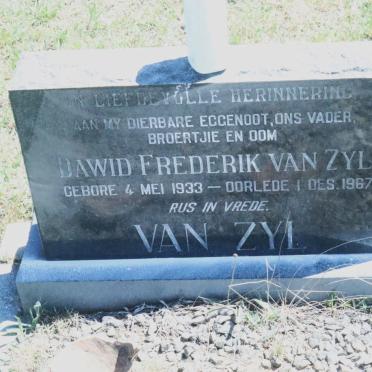 IN LIEFDEVOLLE HERINNERING
AAN MY DIERBARE EGGENOOT, ONS VADER,
BROERTJIE EN OOM
DAWID FREDERIK VAN ZYL
GEBORE 4 MEI 1933 — OORLEDE 1 DES. 1967
RUS IN VREDE.
VAN ZYL